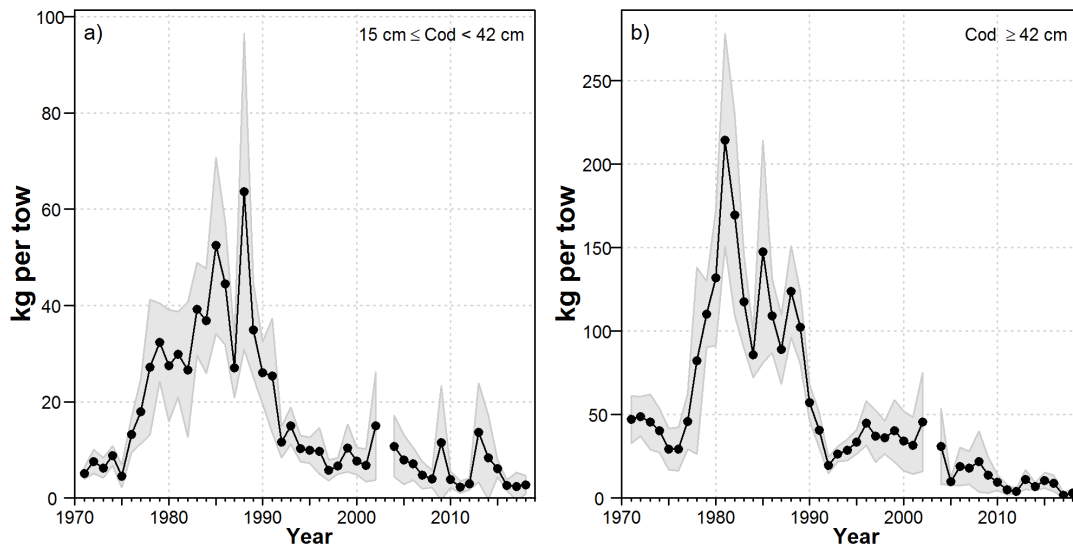 a)
15 cm ≤ Cod < 42 cm
kg per tow
100
80
60
40
20
0
1970 1980 1990 2000 2010
Year
b)
Cod ≥ 42 cm
kg per tow
250
200
150
100
50
0
1970 1980 1990 2000 2010
Year